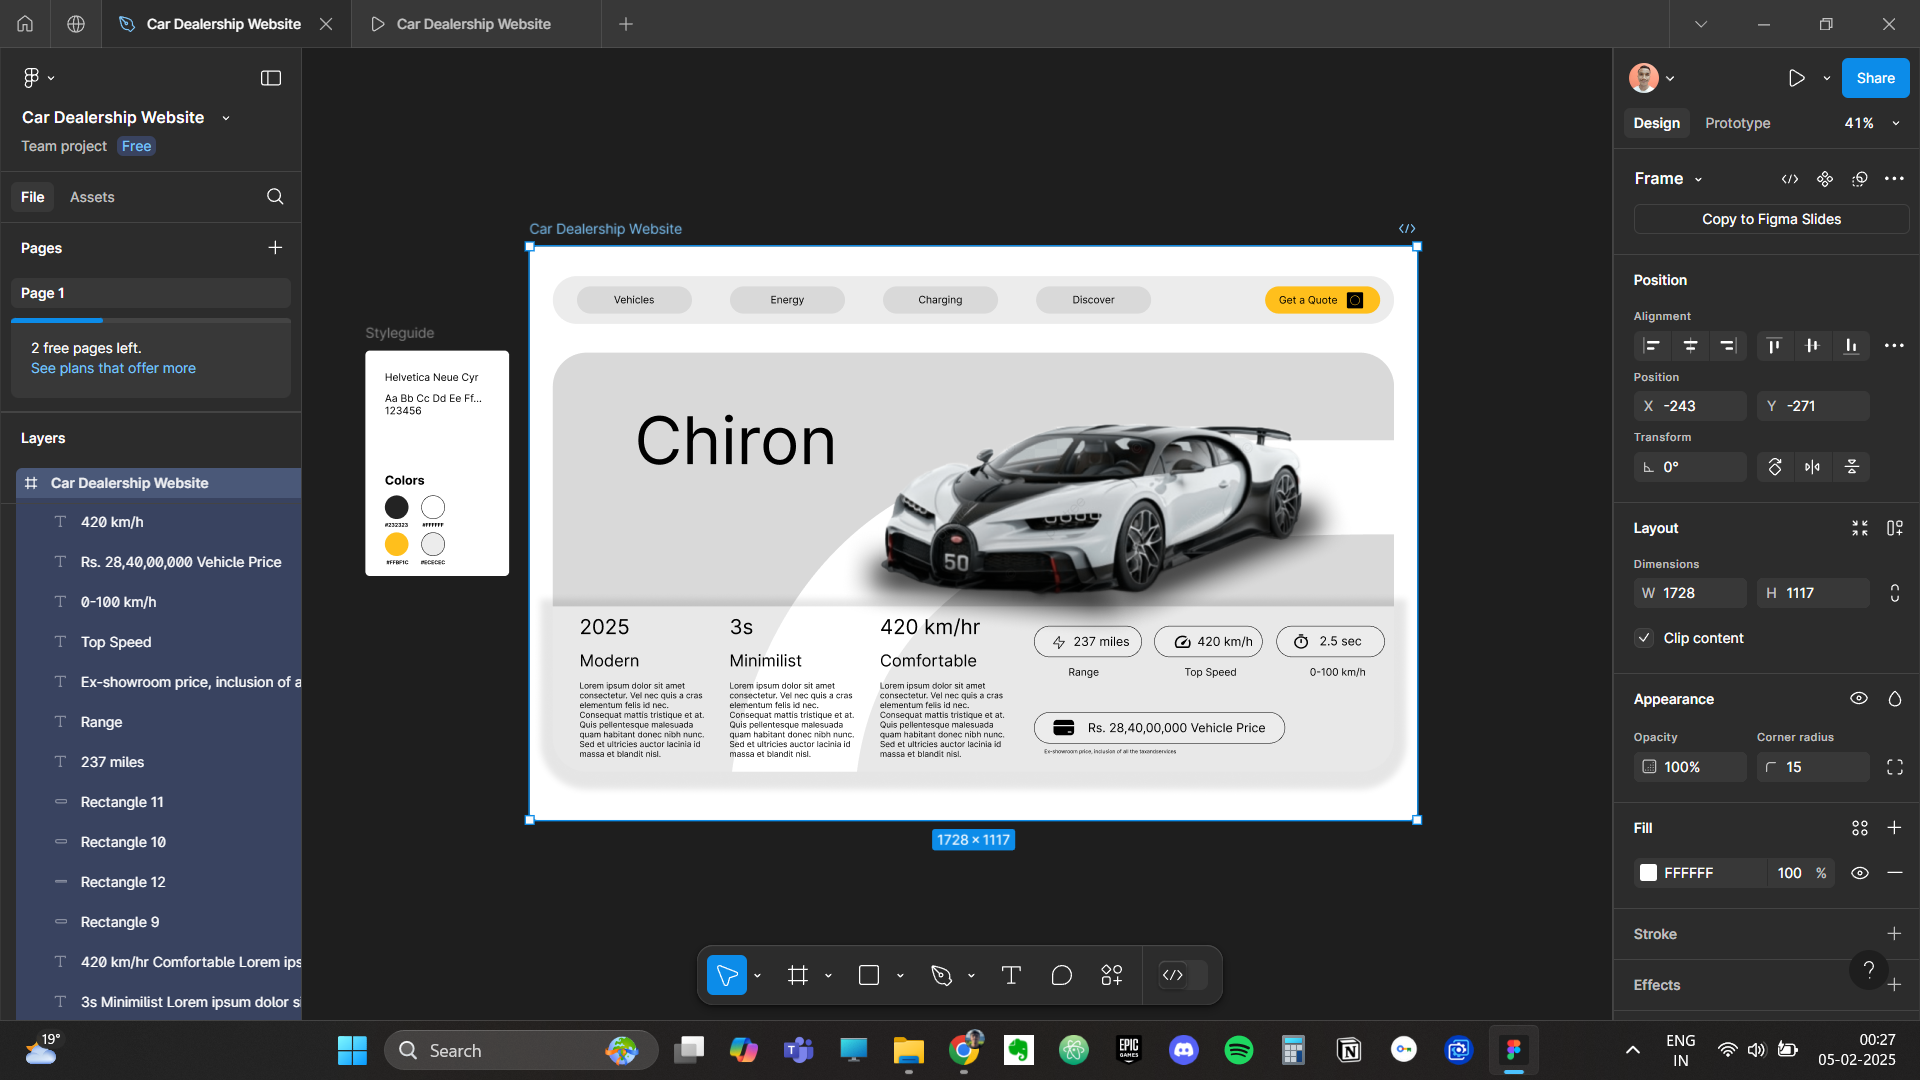 Car Dealership Website
Car Dealership Website
Car Dealership Website
Team project Free
File Assets
Pages
Page 1
2 free pages left.
See plans that offer more
Layers
Car Dealership Website
420 km/h
Rs. 28,40,00,000 Vehicle Price
0-100 km/h
Top Speed
Ex-showroom price, inclusion of a
Range
237 miles
Rectangle 11
Rectangle 10
Rectangle 12
Rectangle 9
420 km/hr Comfortable Lorem ips
3s Minimilist Lorem ipsum dolor si
Styleguide
Helvetica Neue Cyr
Aa Bb Cc Dd Ee Ff...
123456
Colors
#232323 #FFFFFF
#FFBF1C #ECECEC
Car Dealership Website
Vehicles Energy Charging Discover Get a Quote
Chiron
50
2025
Modern
Lorem ipsum dolor sit amet
consectetur. Vel nec quis a cras
elementum felis id nec.
Consequat mattis tristique et at.
Quis pellentesque malesuada
quam habitant donec nibh nunc.
Sed et ultricies auctor lacinia id
massa et blandit nisl.
3s
Minimilist
Lorem ipsum dolor sit amet
consectetur. Vel nec quis a cras
elementum felis id nec.
Consequat mattis tristique et at.
Quis pellentesque malesuada
quam habitant donec nibh nunc.
Sed et ultricies auctor lacinia id
massa et blandit nisl.
420 km/hr
Comfortable
Lorem ipsum dolor sit amet
consectetur. Vel nec quis a cras
elementum felis id nec.
Consequat mattis tristique et at.
Quis pellentesque malesuada
quam habitant donec nibh nunc.
Sed et ultricies auctor lacinia id
massa et blandit nisl.
237 miles 420 km/h 2.5 sec
Range Top Speed 0-100 km/h
Rs. 28,40,00,000 Vehicle Price
Ex-showroom price, inclusion of all the
1728 × 1117
Share
Design Prototype 41%
Frame
Copy to Figma Slides
Position
Alignment
Position
X -243 Y -271
Transform
0°
Layout
Dimensions
W 1728 H 1117
Clip content
Appearance
Opacity Corner radius
100% 15
Fill
FFFFFF 100 %
Stroke
Effects
?
19°
Search
EPIC
GAMES
ENG
IN
00:27
05-02-2025